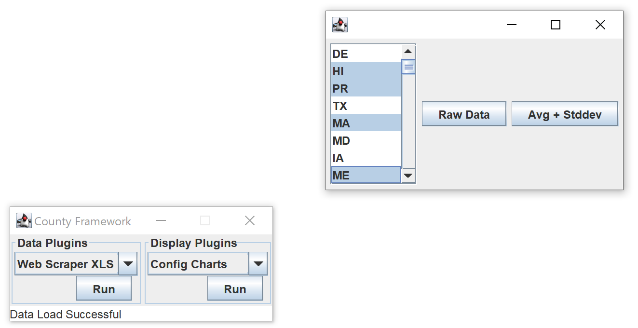 DE
HI
PR
TX
MA
MD
IA
ME
Raw Data
Avg + Stddev
County Framework
Data Plugins
Display Plugins
Web Scraper XLS
Config Charts
Run
Run
Data Load Successful